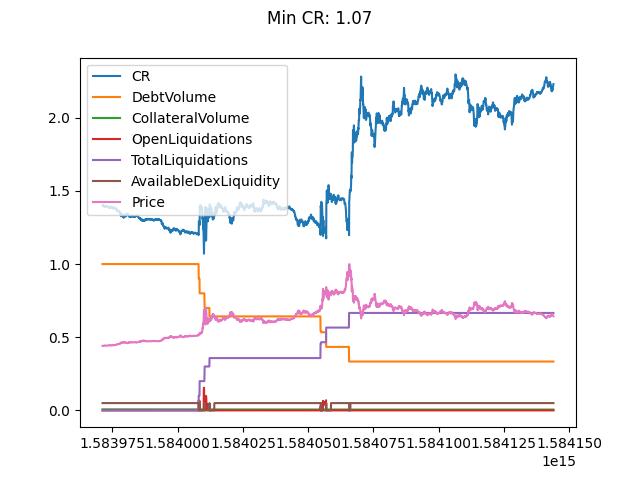 Min CR: 1.07
CR
DebtVolume
CollateralVolume
OpenLiquidations
TotalLiquidations
AvailableDexLiquidity
Price
2.0
1.5
1.0
0.5
0.0
1.583975 1.584000 1.584025 1.584050 1.584075 1.584100 1.584125 1.584150
1e15